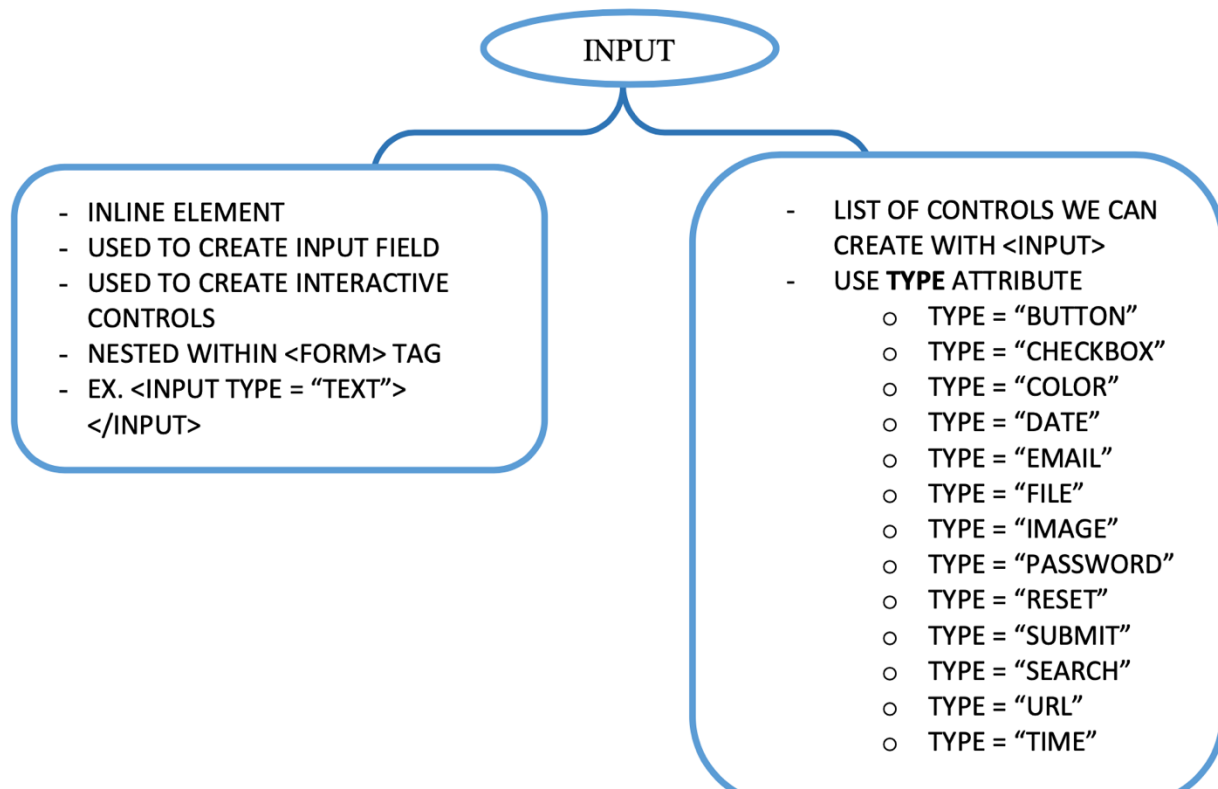 INPUT
- INLINE ELEMENT
- USED TO CREATE INPUT FIELD
- USED TO CREATE INTERACTIVE
CONTROLS
- NESTED WITHIN <FORM> TAG
- EX. <INPUT TYPE = “TEXT”>
</INPUT>
- LIST OF CONTROLS WE CAN
CREATE WITH <INPUT>
- USE TYPE ATTRIBUTE
o TYPE = “BUTTON”
o TYPE = “CHECKBOX”
o TYPE = “COLOR”
o TYPE = “DATE”
o TYPE = “EMAIL”
o TYPE = “FILE”
o TYPE = “IMAGE”
o TYPE = “PASSWORD”
o TYPE = “RESET”
o TYPE = “SUBMIT”
o TYPE = “SEARCH”
o TYPE = “URL”
o TYPE = “TIME”